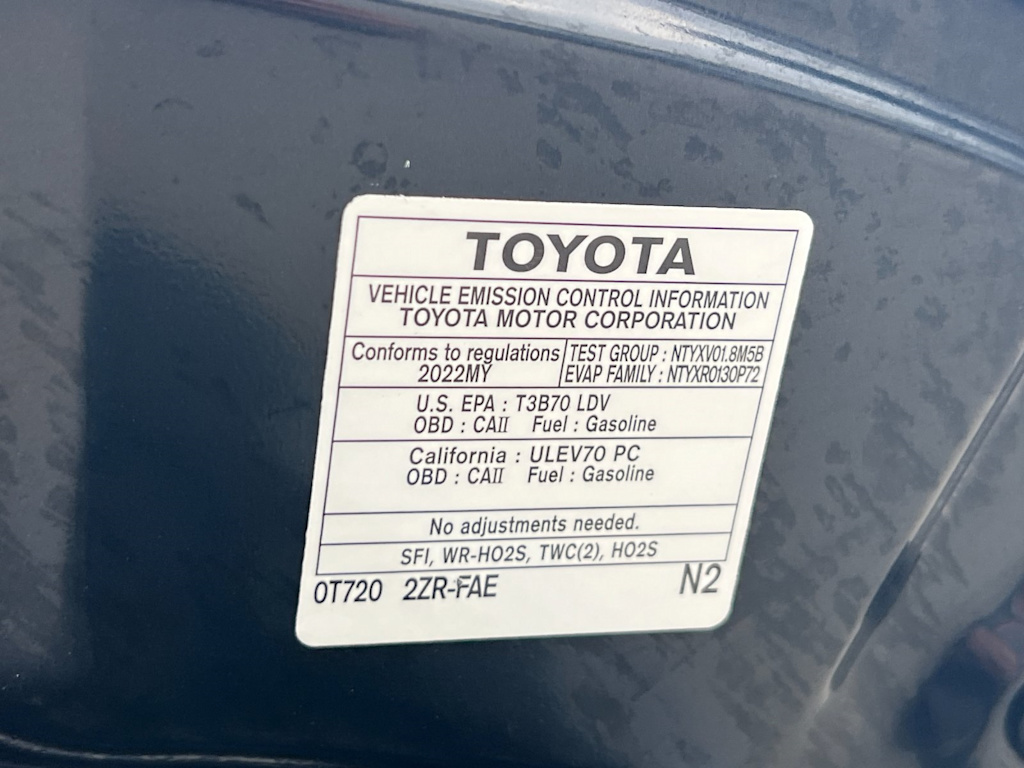 TOYOTA
VEHICLE EMISSION CONTROL INFORMATION
TOYOTA MOTOR CORPORATION
Conforms to regulations
2022MY
TEST GROUP : NTYXV01.8M5B
EVAP FAMILY : NTYXR0130P72
U.S. EPA : T3B70 LDV
OBD : CAII Fuel : Gasoline
California : ULEV70 PC
OBD : CAII Fuel : Gasoline
No adjustments needed.
SFI, WR-HO2S, TWC(2), HO2S
0T720 2ZR-FAE N2